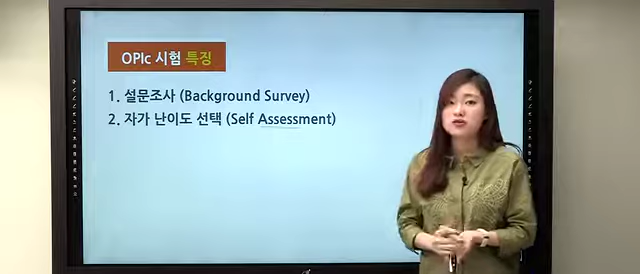 OPIc 시험 특징
1. 설문조사 (Background Survey)
2. 자가 난이도 선택 (Self Assessment)